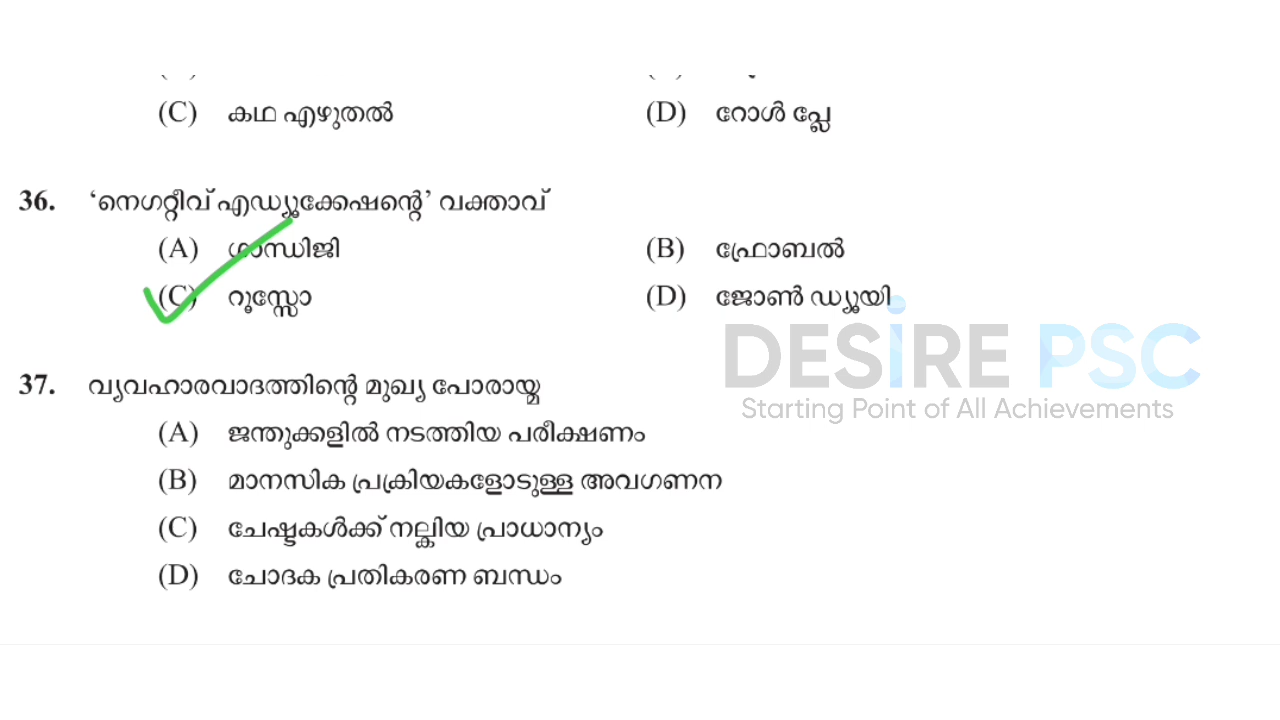 (C) കഥ എഴുതൽ (D) റോൾ പ്ലേ
36. 'നെഗറ്റീവ് എഡ്യൂക്കേഷന്റെ' വക്താവ്
(A) ഗാന്ധിജി (B) ഫ്രോബൽ
(C) റൂസ്സോ (D) ജോൺ ഡ്യൂയി
DESIRE PSC
Starting Point of All Achievements
37. വ്യവഹാരവാദത്തിന്റെ മുഖ്യ പോരായ്മ
(A) ജന്തുക്കളിൽ നടത്തിയ പരീക്ഷണം
(B) മാനസിക പ്രക്രിയകളോടുള്ള അവഗണന
(C) ചേഷ്ടകൾക്ക് നല്കിയ പ്രാധാന്യം
(D) ചോദക പ്രതികരണ ബന്ധം